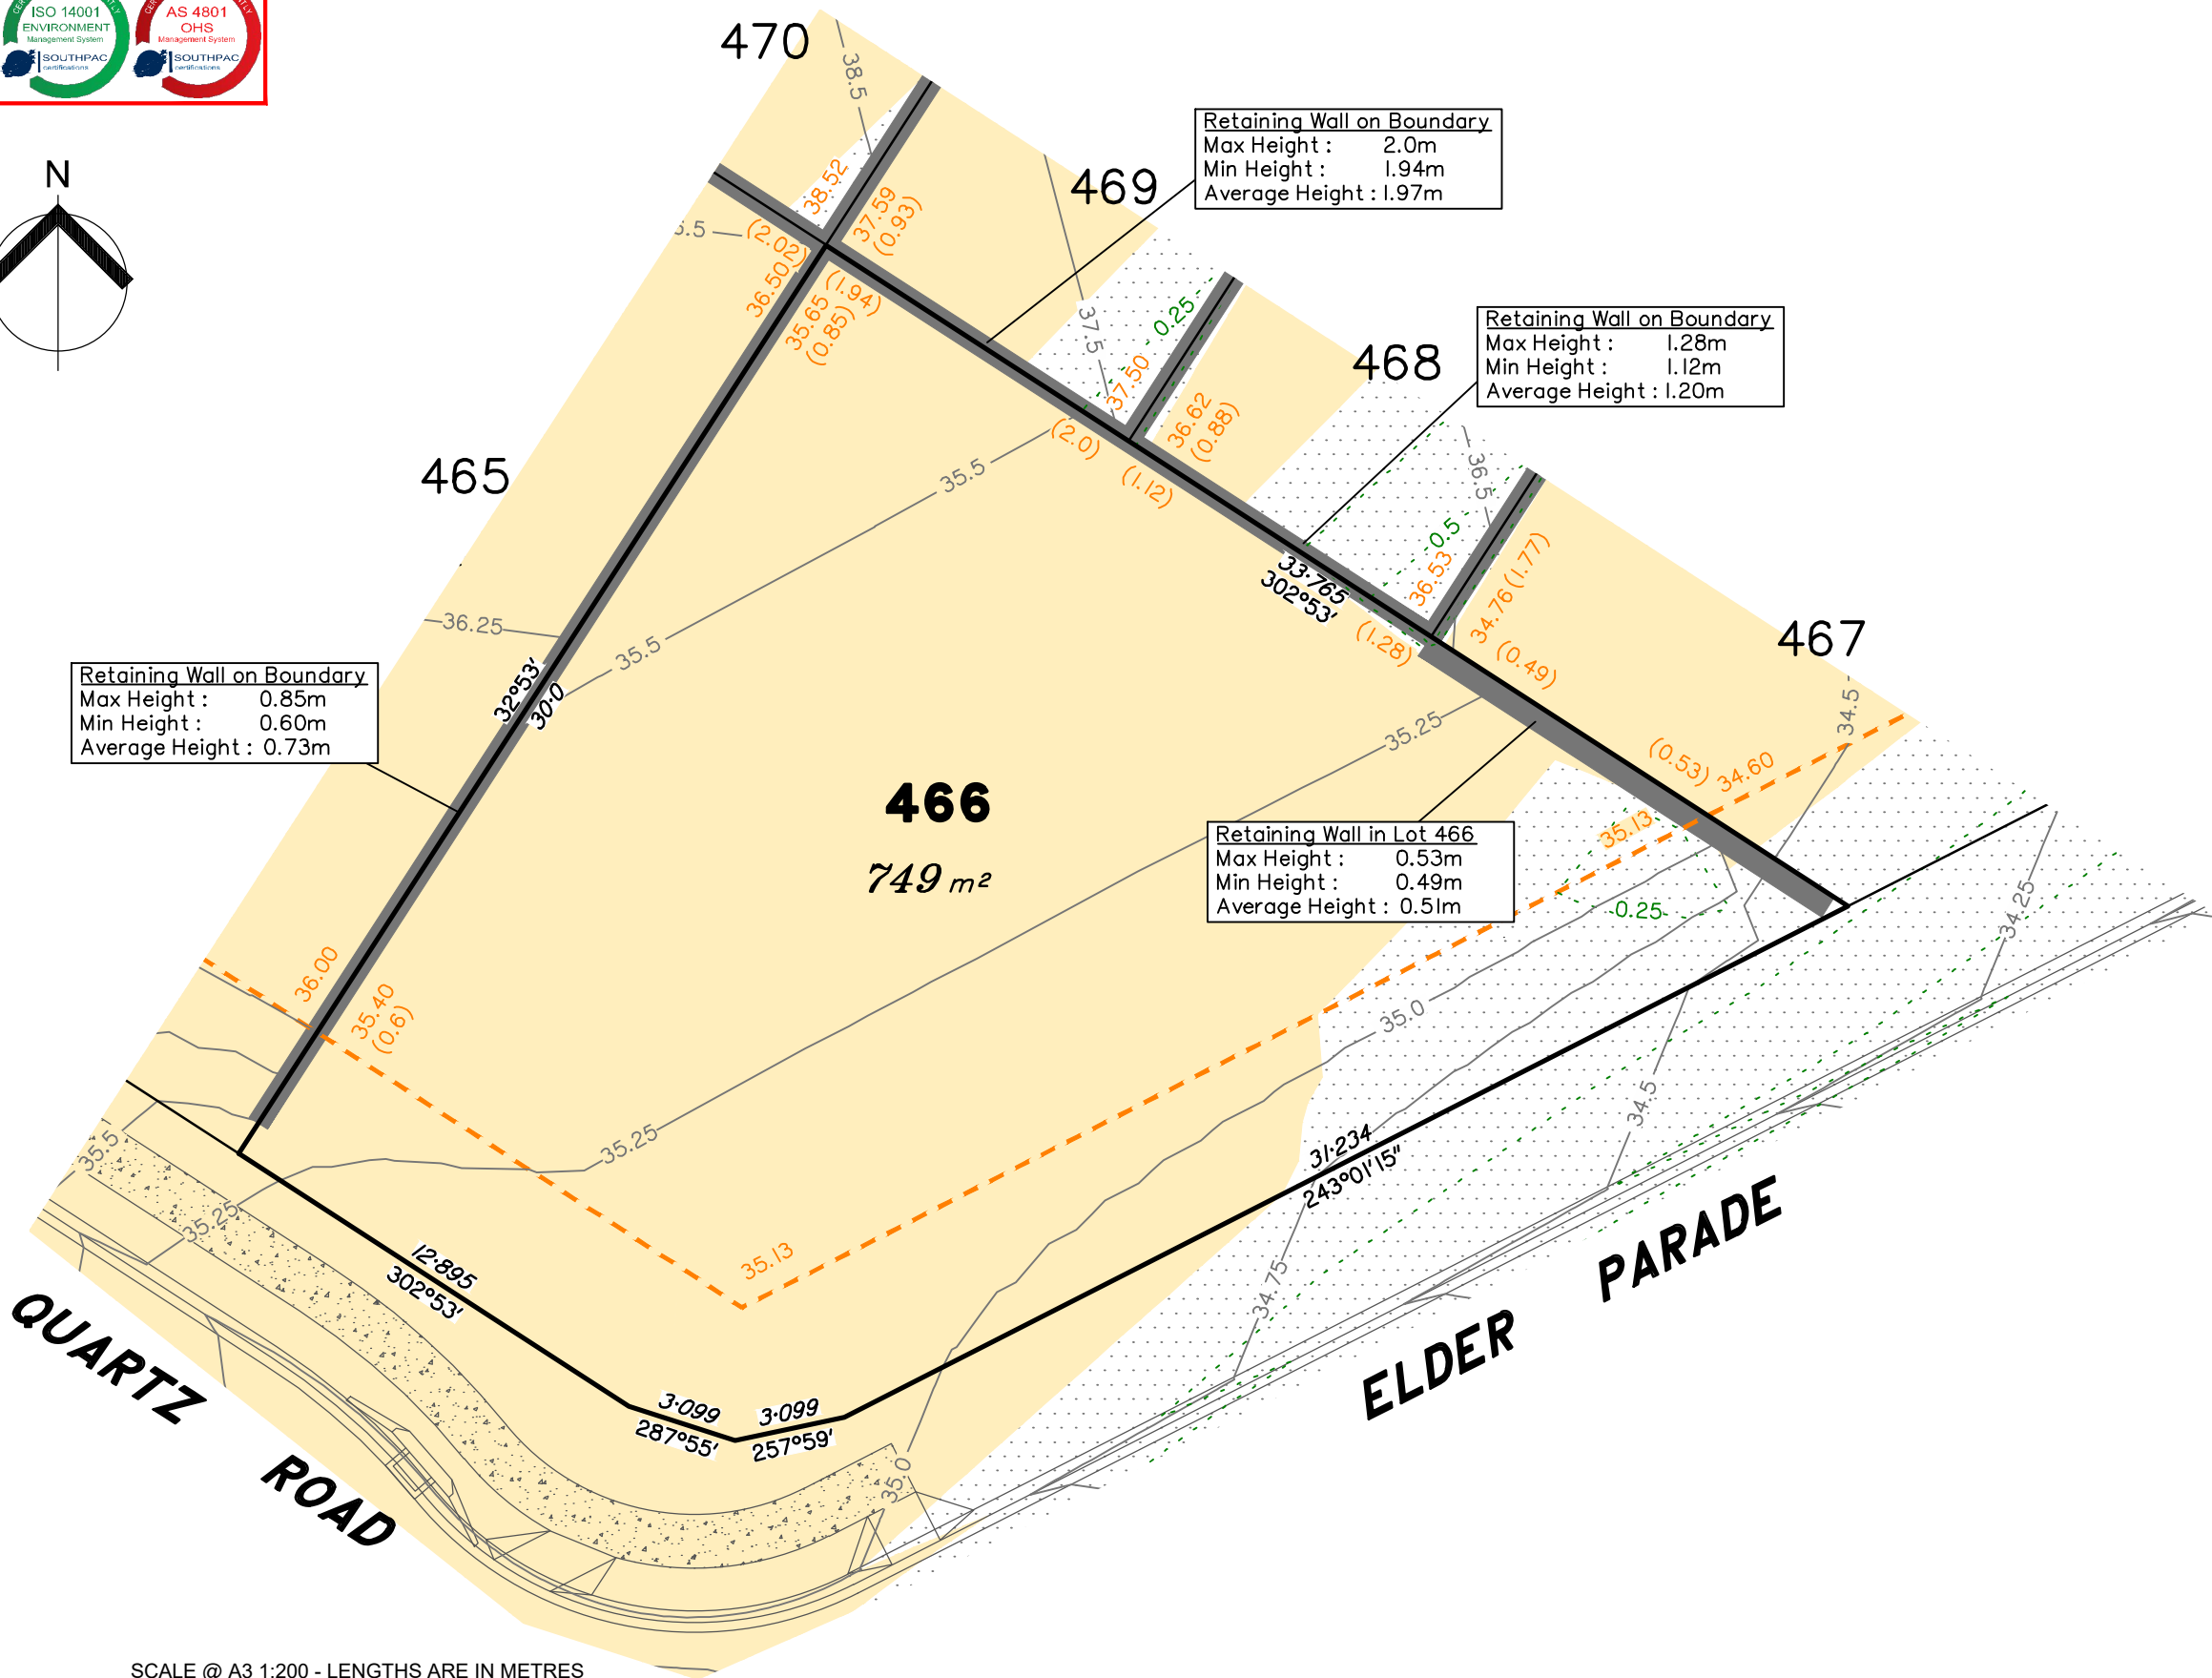 ISO 14001
ENVIRONMENT
Management System
SOUTHPAC
certifications
AS 4801
OHS
Management System
SOUTHPAC
certifications
N
470
38.5
469
468
467
465
Retaining Wall on Boundary
Max Height : 2.0m
Min Height : 1.94m
Average Height : 1.97m
Retaining Wall on Boundary
Max Height : 1.28m
Min Height : 1.12m
Average Height : 1.20m
38.52
37.59
(0.93)
(2.02)
36.50
35.65
(0.85)
(1.94)
37.5
0.25
37.50
36.62
(0.88)
(2.0)
(1.12)
36.5
0.5
36.53
34.76 (1.77)
(0.49)
(1.28)
33·765
302°53'
35.5
35.5
36.25
32°53'
30·0
Retaining Wall on Boundary
Max Height : 0.85m
Min Height : 0.60m
Average Height : 0.73m
34.5
35.25
(0.53)
34.60
35.13
466
749 m²
Retaining Wall in Lot 466
Max Height : 0.53m
Min Height : 0.49m
Average Height : 0.51m
0.25
34.25
36.00
35.40
(0.6)
35.0
34.5
35.5
35.25
35.25
31·234
243°01'15"
35.13
34.75
12·895
302°53'
3·099
287°55'
3·099
257°59'
35.0
QUARTZ
ROAD
ELDER
PARADE
SCALE @ A3 1:200 - LENGTHS ARE IN METRES